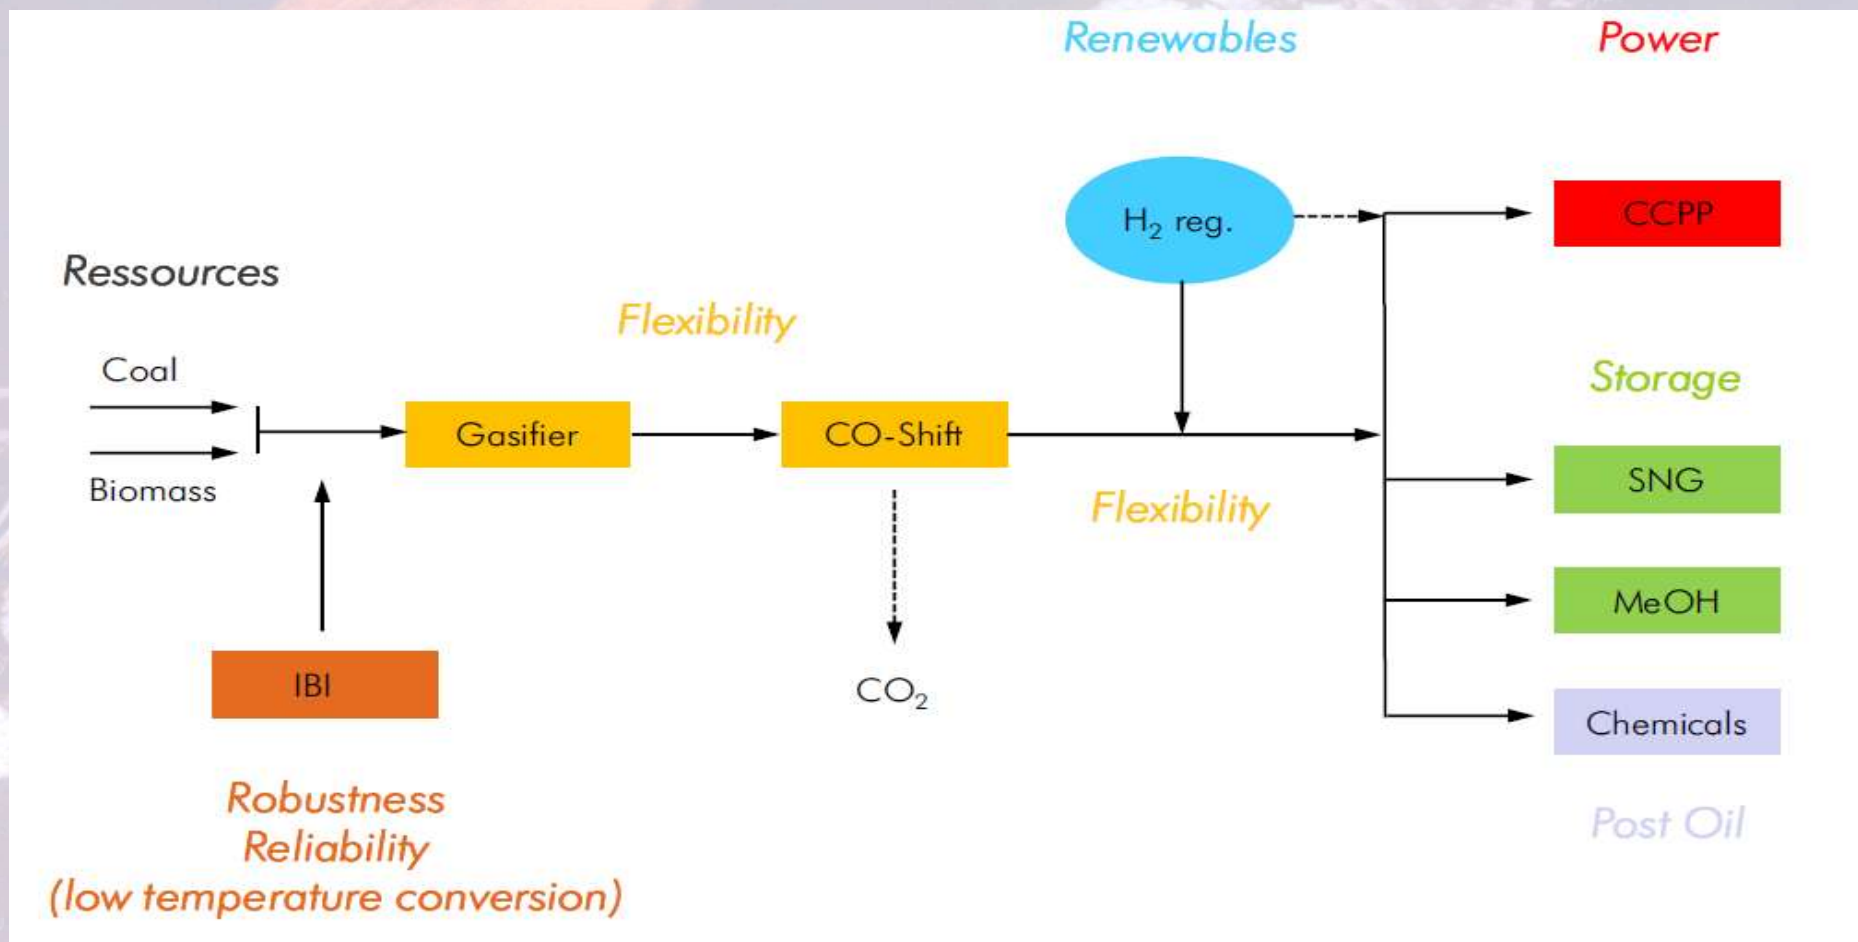 Renewables
Power
H₂ reg.
CCPP
Ressources
Flexibility
Coal
Storage
Gasifier
CO-Shift
Biomass
SNG
Flexibility
MeOH
IBI
CO₂
Chemicals
Robustness
Reliability
(low temperature conversion)
Post Oil